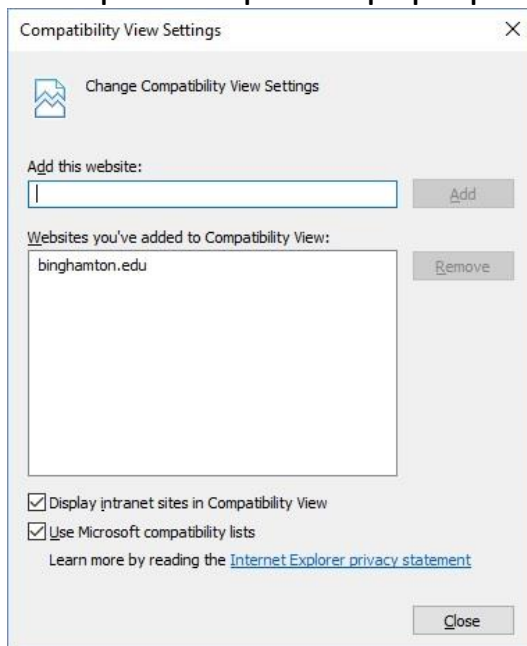 Compatibility View Settings
Change Compatibility View Settings
Add this website:
Add
Websites you've added to Compatibility View:
binghamton.edu
Remove
Display intranet sites in Compatibility View
Use Microsoft compatibility lists
Learn more by reading the Internet Explorer privacy statement
Close